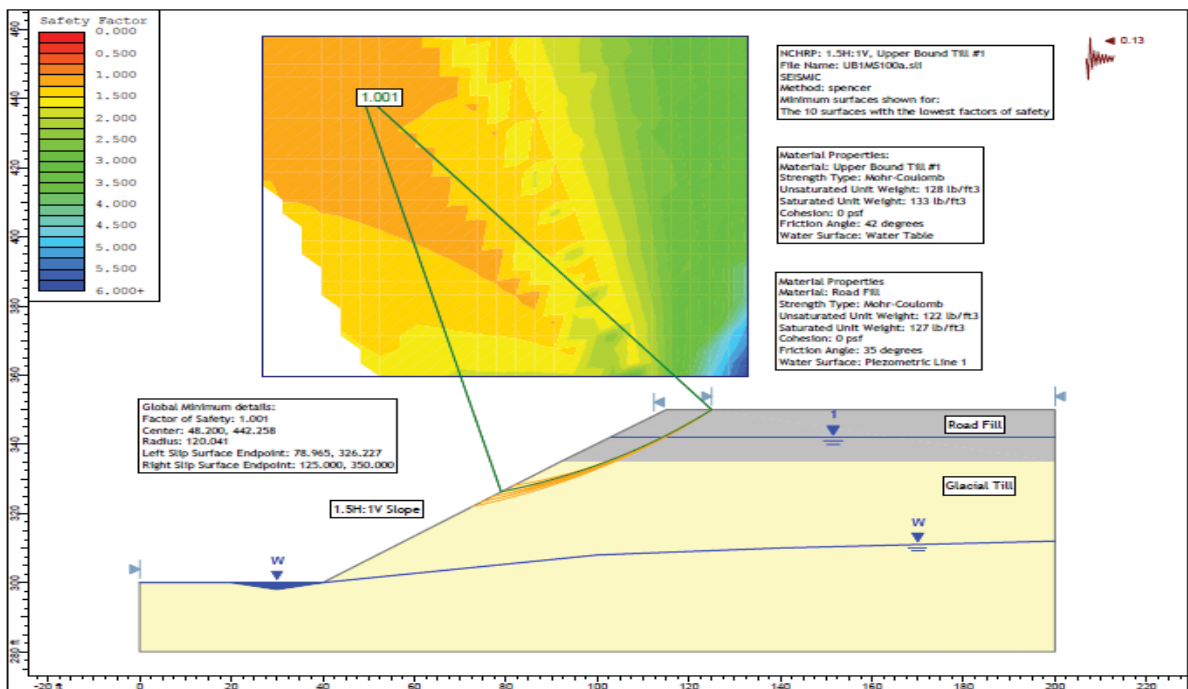 Safety Factor
0.000
0.500
1.000
1.500
2.000
2.500
3.000
3.500
4.000
4.500
5.000
5.500
6.000+
1.001
NCHRP: 1.5H:1V, Upper Bound Till #1
File Name: UB1MS100a.sli
SEISMIC
Method: spencer
Minimum surfaces shown for:
The 10 surfaces with the lowest factors of safety
0.13
Material Properties:
Material: Upper Bound Till #1
Strength Type: Mohr-Coulomb
Unsaturated Unit Weight: 128 lb/ft3
Saturated Unit Weight: 133 lb/ft3
Cohesion: 0 psf
Friction Angle: 42 degrees
Water Surface: Water Table
Material Properties
Material: Road Fill
Strength Type: Mohr-Coulomb
Unsaturated Unit Weight: 122 lb/ft3
Saturated Unit Weight: 127 lb/ft3
Cohesion: 0 psf
Friction Angle: 35 degrees
Water Surface: Piezometric Line 1
Global Minimum details:
Factor of Safety: 1.001
Center: 48.200, 442.258
Radius: 120.041
Left Slip Surface Endpoint: 78.965, 326.227
Right Slip Surface Endpoint: 125.000, 350.000
1
Road Fill
Glacial Till
1.5H:1V Slope
W
W
460
440
420
400
380
360
340
320
300
280 ft
-20 ft
0
20
40
60
80
100
120
140
160
180
200
220